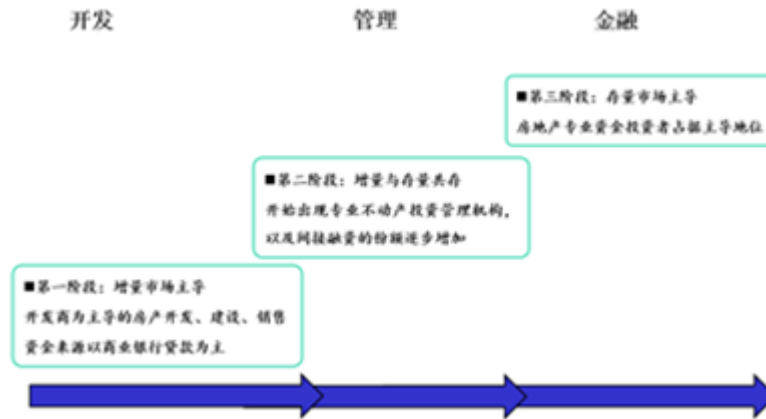 开发
管理
金融
■第三阶段：存量市场主导
房地产专业资金投资者占据主导地位
■第二阶段：增量与存量共存
开始出现专业不动产投资管理机构，
以及间接融资的份额逐步增加
■第一阶段：增量市场主导
开发商为主导的房产开发、建设、销售
资金来源以商业银行贷款为主